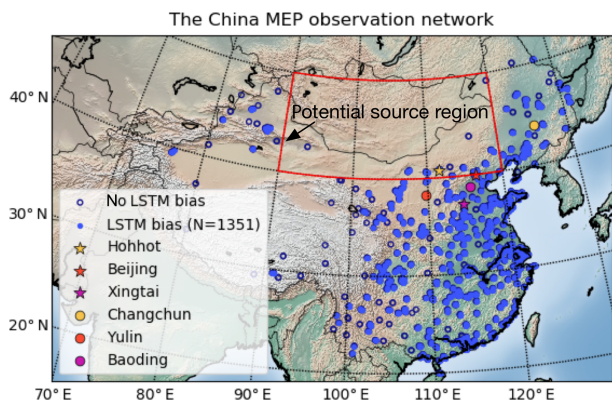 The China MEP observation network
40° N
30° N
20° N
Potential source region
No LSTM bias
LSTM bias (N=1351)
Hohhot
Beijing
Xingtai
Changchun
Yulin
Baoding
70° E 80° E 90° E 100° E 110° E 120° E